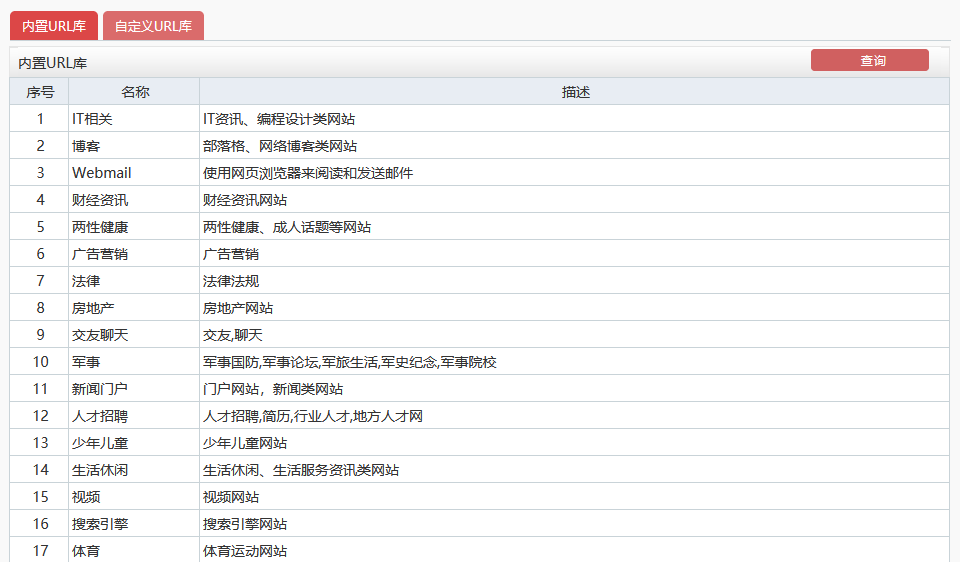 内置URL库 自定义URL库
内置URL库 查询
序号 名称 描述
1 IT相关 IT资讯、编程设计类网站
2 博客 部落格、网络博客类网站
3 Webmail 使用网页浏览器来阅读和发送邮件
4 财经资讯 财经资讯网站
5 两性健康 两性健康、成人话题等网站
6 广告营销 广告营销
7 法律 法律法规
8 房地产 房地产网站
9 交友聊天 交友,聊天
10 军事 军事国防,军事论坛,军旅生活,军史纪念,军事院校
11 新闻门户 门户网站，新闻类网站
12 人才招聘 人才招聘,简历,行业人才,地方人才网
13 少年儿童 少年儿童网站
14 生活休闲 生活休闲、生活服务资讯类网站
15 视频 视频网站
16 搜索引擎 搜索引擎网站
17 体育 体育运动网站